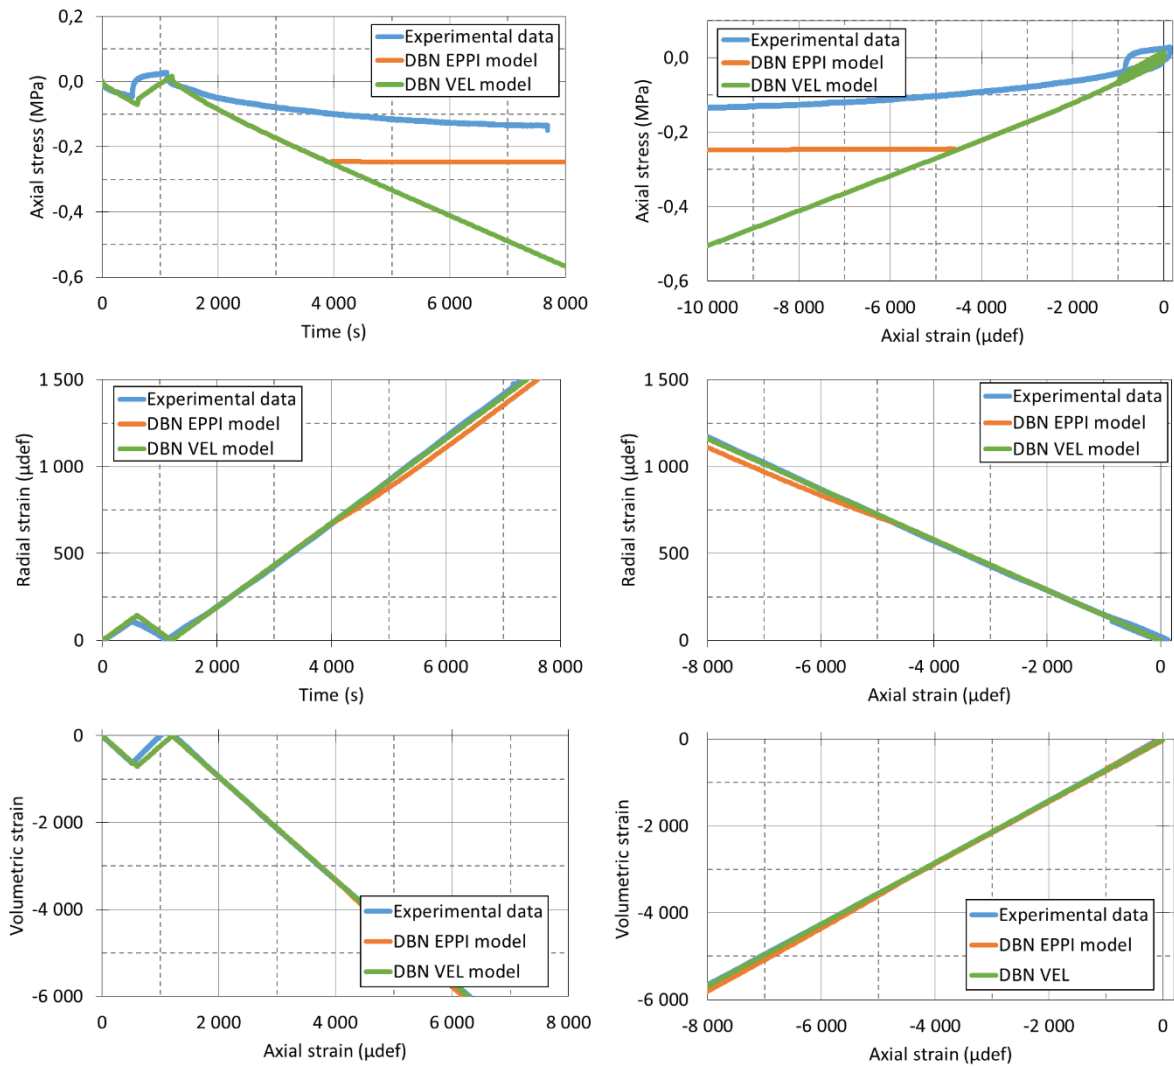 0,2
0,0
-0,2
-0,4
-0,6
Axial stress (MPa)
0
2 000
4 000
6 000
8 000
Time (s)
Experimental data
DBN EPPI model
DBN VEL model
0,0
-0,2
-0,4
-0,6
Axial stress (MPa)
-10 000
-8 000
-6 000
-4 000
-2 000
0
Axial strain (μdef)
Experimental data
DBN EPPI model
DBN VEL model
1 500
1 000
500
0
Radial strain (μdef)
0
2 000
4 000
6 000
8 000
Time (s)
Experimental data
DBN EPPI model
DBN VEL model
1 500
1 000
500
0
Radial strain (μdef)
-8 000
-6 000
-4 000
-2 000
0
Axial strain (μdef)
Experimental data
DBN EPPI model
DBN VEL model
0
-2 000
-4 000
-6 000
Volumetric strain
0
2 000
4 000
6 000
8 000
Axial strain (μdef)
Experimental data
DBN EPPI model
DBN VEL model
0
-2 000
-4 000
-6 000
Volumetric strain
-8 000
-6 000
-4 000
-2 000
0
Axial strain (μdef)
Experimental data
DBN EPPI model
DBN VEL